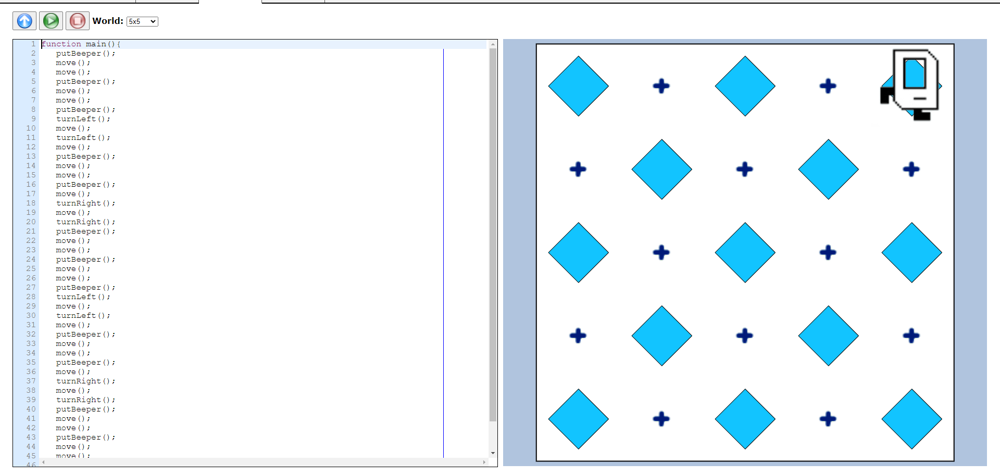 World: 5x5
1 function main(){
2 putBeeper();
3 move();
4 move();
5 putBeeper();
6 move();
7 move();
8 putBeeper();
9 turnLeft();
10 move();
11 turnLeft();
12 move();
13 putBeeper();
14 move();
15 move();
16 putBeeper();
17 move();
18 turnRight();
19 move();
20 turnRight();
21 putBeeper();
22 move();
23 move();
24 putBeeper();
25 move();
26 move();
27 putBeeper();
28 turnLeft();
29 move();
30 turnLeft();
31 move();
32 putBeeper();
33 move();
34 move();
35 putBeeper();
36 move();
37 turnRight();
38 move();
39 turnRight();
40 putBeeper();
41 move();
42 move();
43 putBeeper();
44 move();
45 move();
46